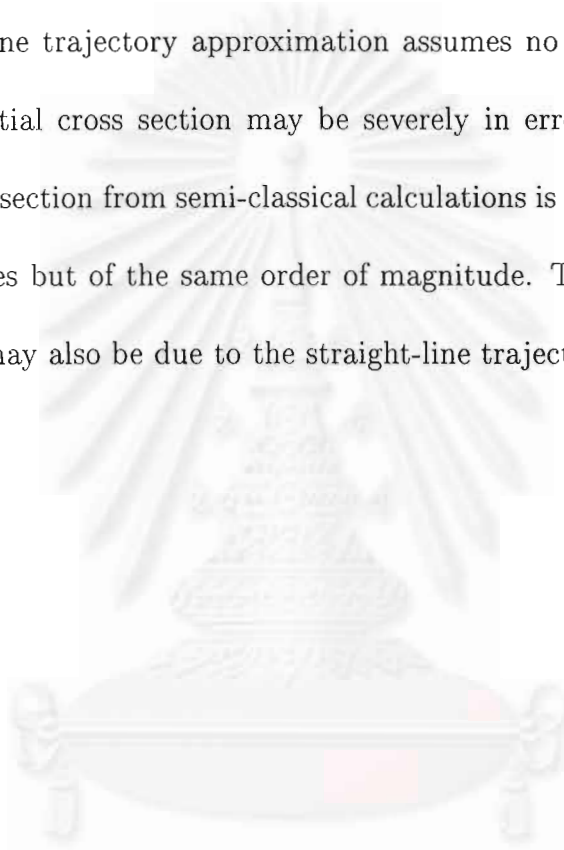 ne trajectory approximation assumes no
tial cross section may be severely in err
section from semi-classical calculations is
es but of the same order of magnitude. T
ay also be due to the straight-line traject